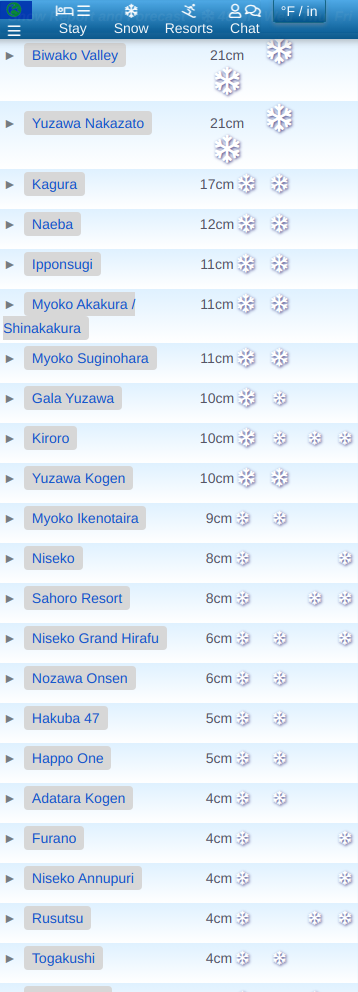 °F / in
Stay Snow Resorts Chat
Biwako Valley 21cm
Yuzawa Nakazato 21cm
Kagura 17cm
Naeba 12cm
Ipponsugi 11cm
Myoko Akakura / 11cm
Shinakakura
Myoko Suginohara 11cm
Gala Yuzawa 10cm
Kiroro 10cm
Yuzawa Kogen 10cm
Myoko Ikenotaira 9cm
Niseko 8cm
Sahoro Resort 8cm
Niseko Grand Hirafu 6cm
Nozawa Onsen 6cm
Hakuba 47 5cm
Happo One 5cm
Adatara Kogen 4cm
Furano 4cm
Niseko Annupuri 4cm
Rusutsu 4cm
Togakushi 4cm